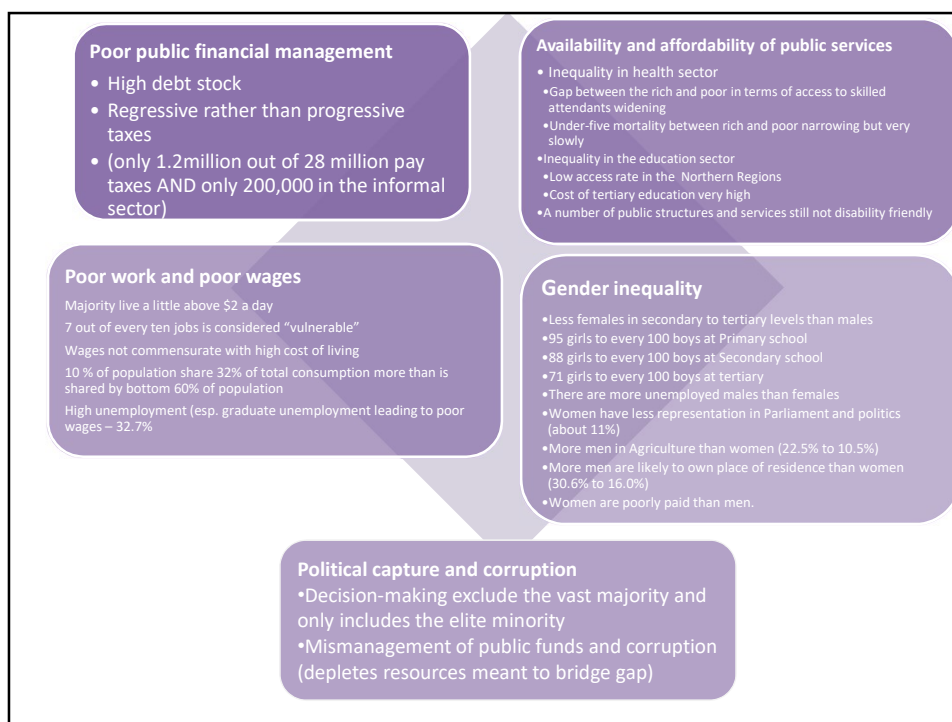 Poor public financial management
• High debt stock
• Regressive rather than progressive
taxes
• (only 1.2million out of 28 million pay
taxes AND only 200,000 in the informal
sector)
Availability and affordability of public services
• Inequality in health sector
•Gap between the rich and poor in terms of access to skilled
attendants widening
•Under-five mortality between rich and poor narrowing but very
slowly
•Inequality in the education sector
•Low access rate in the Northern Regions
•Cost of tertiary education very high
•A number of public structures and services still not disability friendly
Poor work and poor wages
Majority live a little above $2 a day
7 out of every ten jobs is considered “vulnerable”
Wages not commensurate with high cost of living
10 % of population share 32% of total consumption more than is
shared by bottom 60% of population
High unemployment (esp. graduate unemployment leading to poor
wages – 32.7%
Gender inequality
•Less females in secondary to tertiary levels than males
•95 girls to every 100 boys at Primary school
•88 girls to every 100 boys at Secondary school
•71 girls to every 100 boys at tertiary
•There are more unemployed males than females
•Women have less representation in Parliament and politics
(about 11%)
•More men in Agriculture than women (22.5% to 10.5%)
•More men are likely to own place of residence than women
(30.6% to 16.0%)
•Women are poorly paid than men.
Political capture and corruption
•Decision-making exclude the vast majority and
only includes the elite minority
•Mismanagement of public funds and corruption
(depletes resources meant to bridge gap)